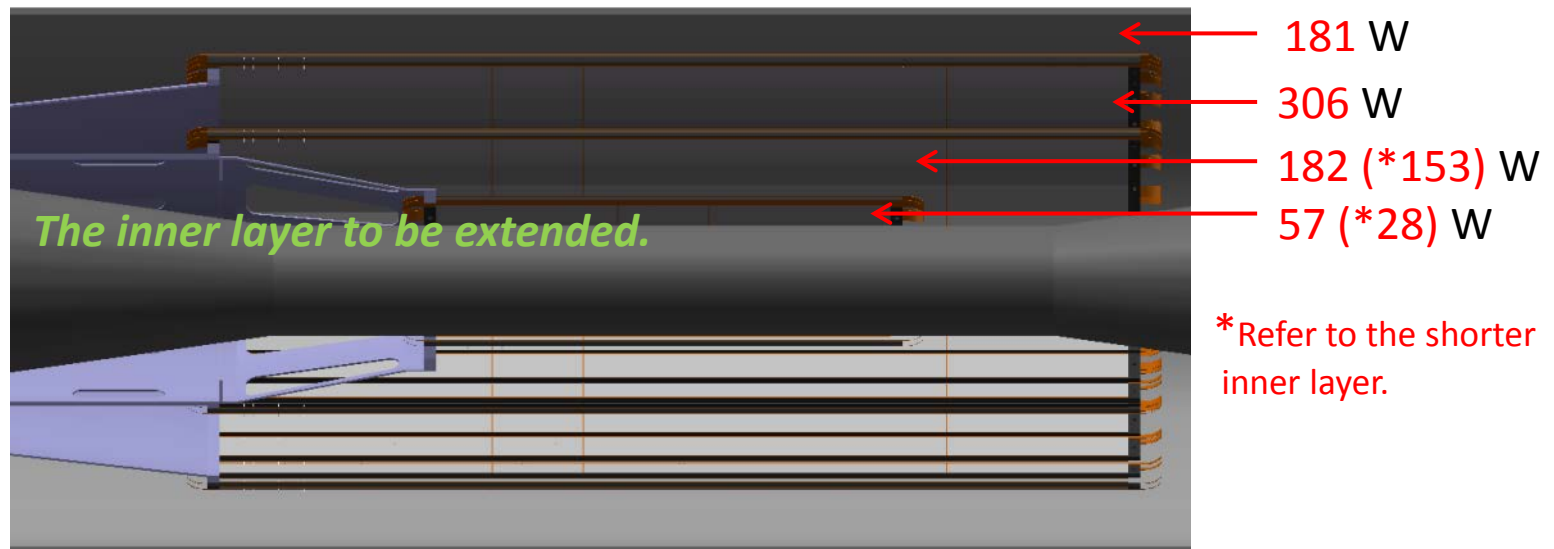 181 W
306 W
182 (*153) W
57 (*28) W
The inner layer to be extended.
*Refer to the shorter
inner layer.